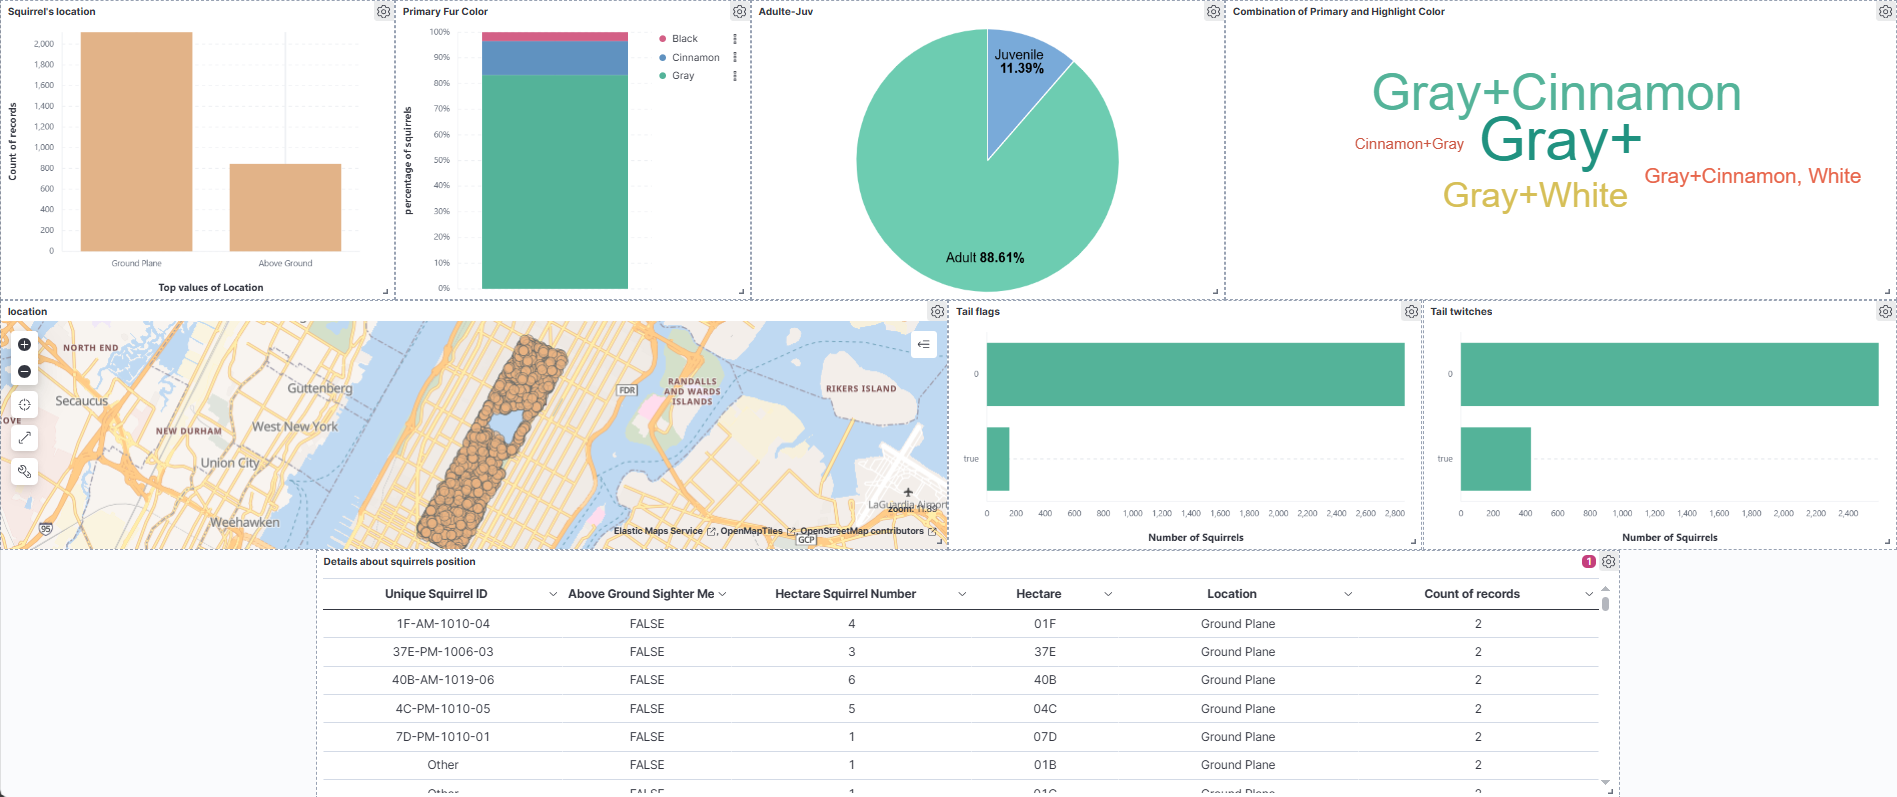 Squirrel's location
2,000
1,800
1,600
1,400
1,200
1,000
800
600
400
200
0
Count of records
Ground Plane
Above Ground
Top values of Location
Primary Fur Color
100%
90%
80%
70%
60%
50%
40%
30%
20%
10%
0%
percentage of squirrels
Black
Cinnamon
Gray
Adulte-Juv
Juvenile
11.39%
Adult 88.61%
Combination of Primary and Highlight Color
Gray+Cinnamon
Cinnamon+Gray
Gray+
Gray+Cinnamon, White
Gray+White
location
NORTH END
Guttenberg
Secaucus
OVE
NEW DURHAM
West New York
Union City
Weehawken
95
FDR
RANDALLS
AND WARDS
ISLANDS
RIKERS ISLAND
LaGuardia Airport
zoom: 11.89
GCP
Elastic Maps Service , OpenMapTiles , OpenStreetMap contributors
Tail flags
0
true
0 200 400 600 800 1,000 1,200 1,400 1,600 1,800 2,000 2,200 2,400 2,600 2,800
Number of Squirrels
Tail twitches
0
true
0 200 400 600 800 1,000 1,200 1,400 1,600 1,800 2,000 2,200 2,400
Number of Squirrels
Details about squirrels position
1
Unique Squirrel ID Above Ground Sighter Me Hectare Squirrel Number Hectare Location Count of records
1F-AM-1010-04 FALSE 4 01F Ground Plane 2
37E-PM-1006-03 FALSE 3 37E Ground Plane 2
40B-AM-1019-06 FALSE 6 40B Ground Plane 2
4C-PM-1010-05 FALSE 5 04C Ground Plane 2
7D-PM-1010-01 FALSE 1 07D Ground Plane 2
Other FALSE 1 01B Ground Plane 2
Other FALSE 1 01C Ground Plane 2